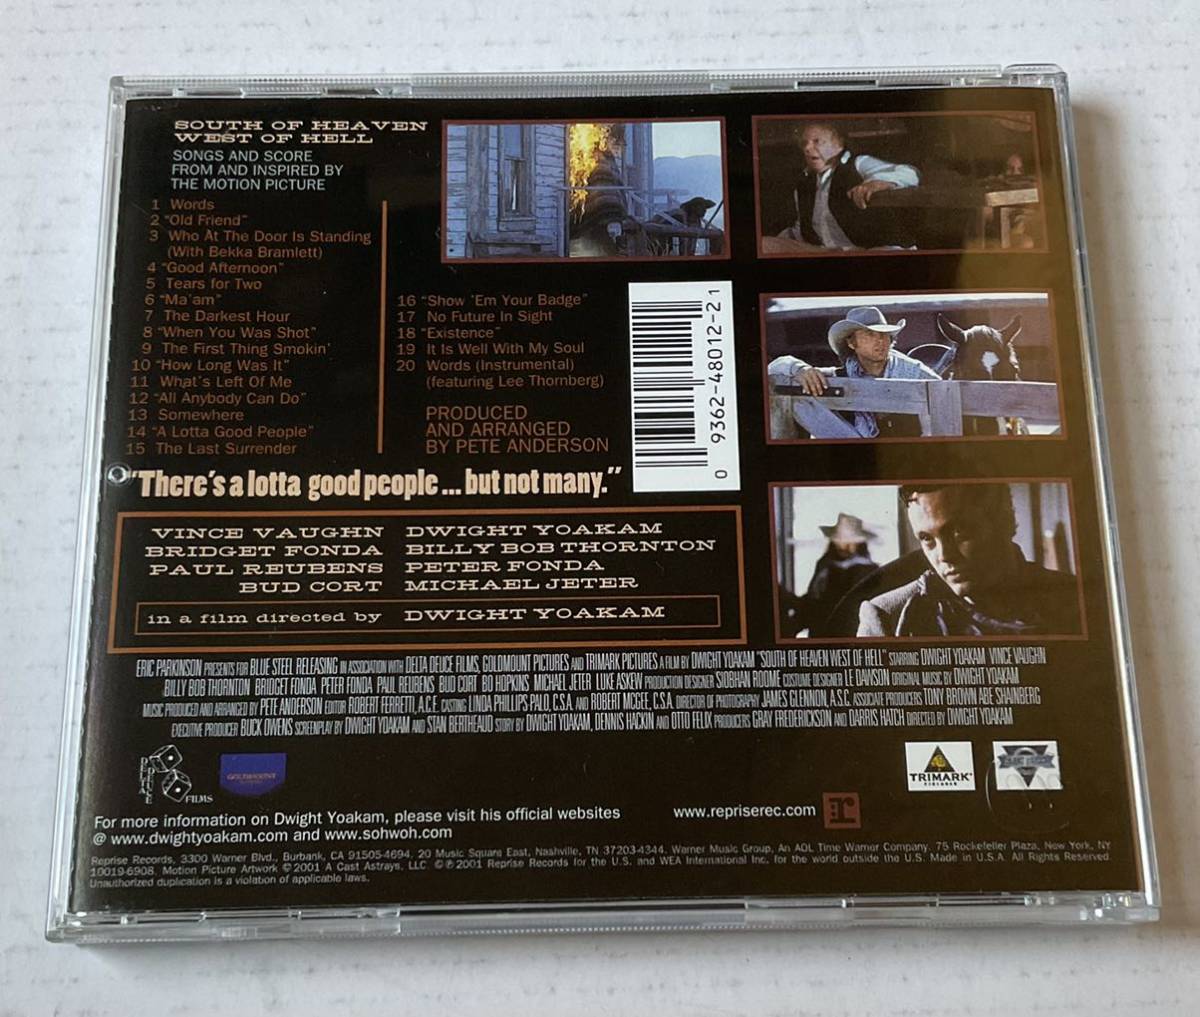 SOUTH OF HEAVEN
WEST OF HELL
SONGS AND SCORE
FROM AND INSPIRED BY
THE MOTION PICTURE
1 Words
2 "Old Friend"
3 Who At The Door Is Standing
(With Bekka Bramlett)
4 "Good Afternoon"
5 Tears for Two
6 "Ma'am"
7 The Darkest Hour
8 "When You Was Shot"
9 The First Thing Smokin'
10 "How Long Was It"
11 What's Left Of Me
12 "All Anybody Can Do"
13 Somewhere
14 "A Lotta Good People"
15 The Last Surrender
16 "Show 'Em Your Badge"
17 No Future In Sight
18 "Existence"
19 It Is Well With My Soul
20 Words (Instrumental)
(featuring Lee Thornberg)
PRODUCED
AND ARRANGED
BY PETE ANDERSON
0 9362-48012-2 1
"There's a lotta good people ... but not many."
VINCE VAUGHN DWIGHT YOAKAM
BRIDGET FONDA BILLY BOB THORNTON
PAUL REUBENS PETER FONDA
BUD CORT MICHAEL JETER
in a film directed by DWIGHT YOAKAM
ERIC PARKINSON PRESENTS FOR BLUE STEEL RELEASING IN ASSOCIATION WITH DELTA DEUCE FILMS, GOLDMOUNT PICTURES AND TRIMARK PICTURES A FILM BY DWIGHT YOAKAM "SOUTH OF HEAVEN WEST OF HELL" STARRING DWIGHT YOAKAM VINCE VAUGHN
BILLY BOB THORNTON BRIDGET FONDA PETER FONDA PAUL REUBENS BUD CORT BO HOPKINS MICHAEL JETER LUKE ASKEW PRODUCTION DESIGNER SIOBHAN ROOME COSTUME DESIGNER LE DAWSON ORIGINAL MUSIC BY DWIGHT YOAKAM
MUSIC PRODUCED AND ARRANGED BY PETE ANDERSON EDITOR ROBERT FERRETTI, A.C.E. CASTING LINDA PHILLIPS-PALO, C.S.A. AND ROBERT MCGEE, C.S.A. DIRECTOR OF PHOTOGRAPHY JAMES GLENNON, A.S.C. ASSOCIATE PRODUCERS TONY BROWN ABE SHAINBERG
EXECUTIVE PRODUCER BUCK OWENS SCREENPLAY BY DWIGHT YOAKAM AND STAN BERTHEAUD STORY BY DWIGHT YOAKAM, DENNIS HACKIN AND OTTO FELIX PRODUCERS GRAY FREDERICKSON AND DARRIS HATCH DIRECTED BY DWIGHT YOAKAM
DELTA DEUCE FILMS
GOLDMOUNT
TRIMARK
PICTURES
For more information on Dwight Yoakam, please visit his official websites
@ www.dwightyoakam.com and www.sohwoh.com
www.repriserec.com
r
Reprise Records, 3300 Warner Blvd., Burbank, CA 91505-4694. 20 Music Square East, Nashville, TN 37203-4344. Warner Music Group, An AOL Time Warner Company. 75 Rockefeller Plaza, New York, NY
10019-6908. Motion Picture Artwork © 2001 A Cast Astrays, LLC ©℗ 2001 Reprise Records for the U.S. and WEA International Inc. for the world outside the U.S. Made in U.S.A. All Rights Reserved.
Unauthorized duplication is a violation of applicable laws.